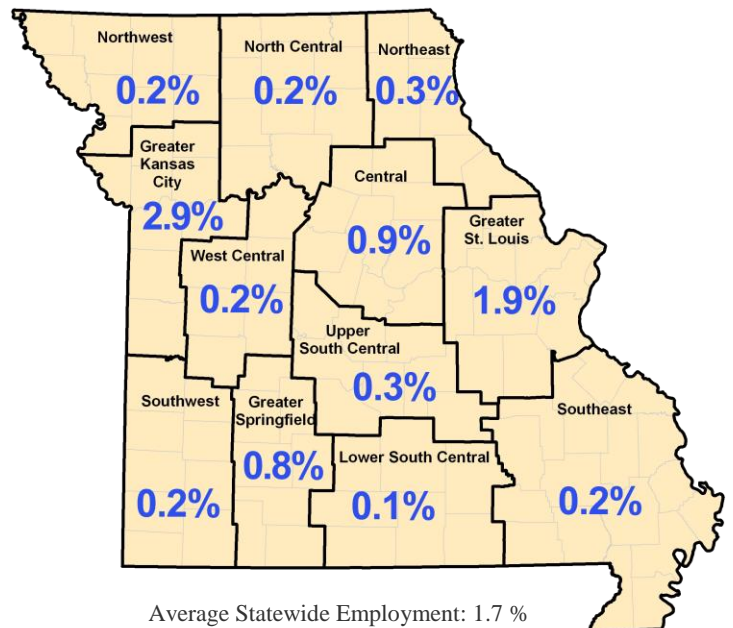 Northwest
0.2%
North Central
0.2%
Northeast
0.3%
Greater
Kansas
City
2.9%
Central
0.9%
Greater
St. Louis
1.9%
West Central
0.2%
Upper
South Central
0.3%
Southwest
0.2%
Greater
Springfield
0.8%
Lower South Central
0.1%
Southeast
0.2%
Average Statewide Employment: 1.7 %